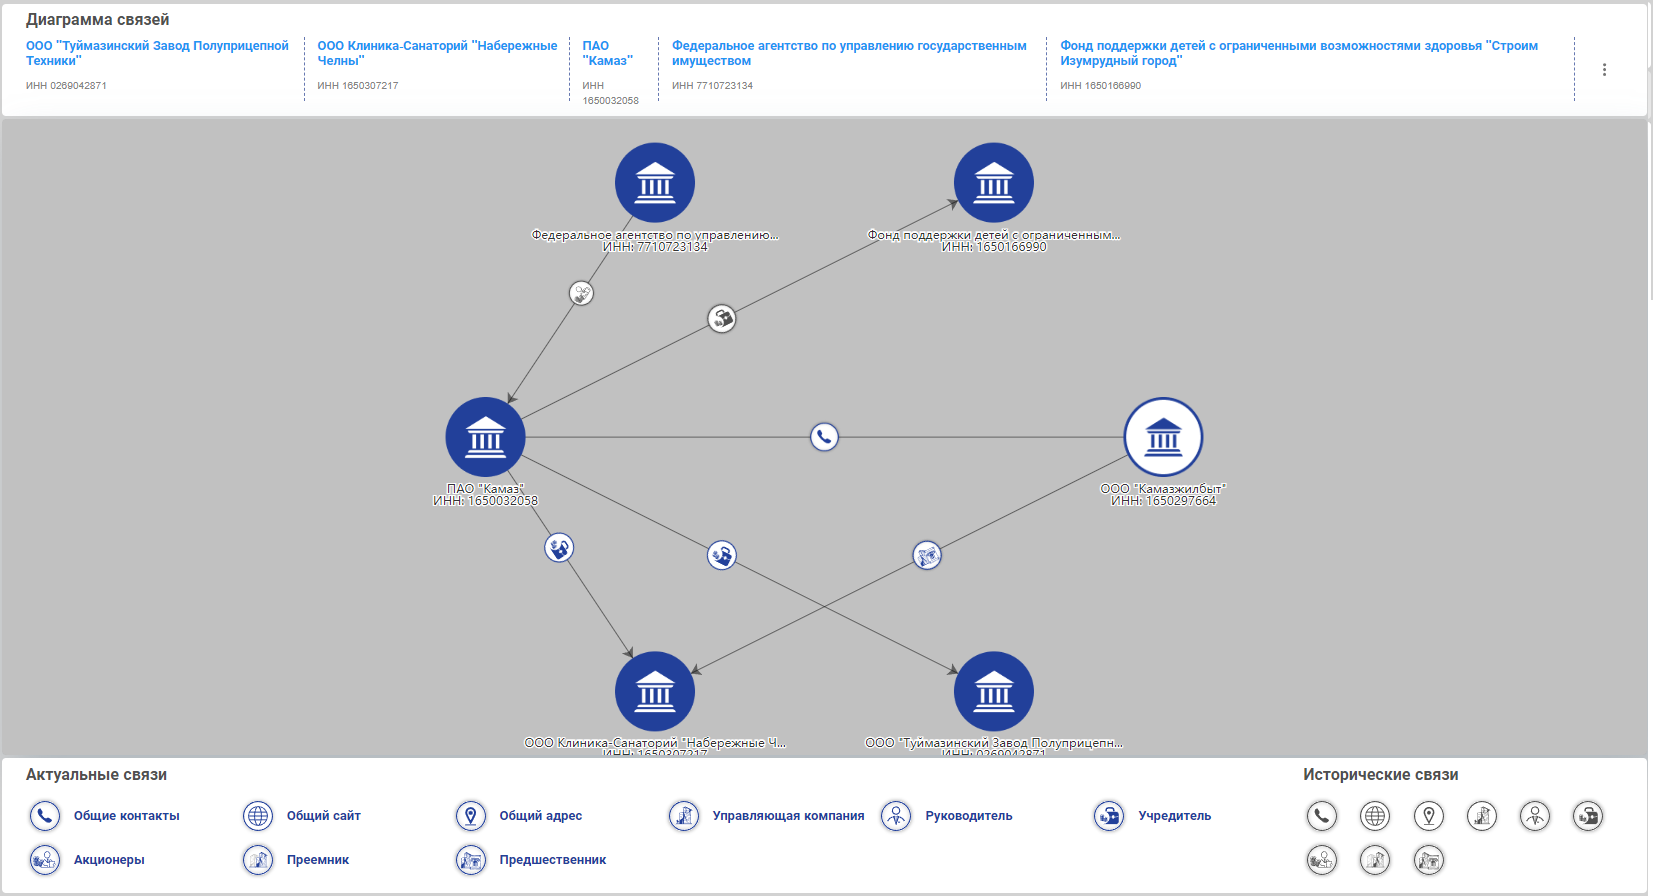 Диаграмма связей
ООО "Туймазинский Завод Полуприцепной
Техники"
ИНН 0269042871
ООО Клиника-Санаторий "Набережные
Челны"
ИНН 1650307217
ПАО
"Камаз"
ИНН
1650032058
Федеральное агентство по управлению государственным
имуществом
ИНН 7710723134
Фонд поддержки детей с ограниченными возможностями здоровья "Строим
Изумрудный город"
ИНН 1650166990
Федеральное агентство по управлению...
ИНН: 7710723134
Фонд поддержки детей с ограниченным...
ИНН: 1650166990
ПАО "Камаз"
ИНН: 1650032058
ООО "Камазжилбыт"
ИНН: 1650297664
ООО Клиника-Санаторий "Набережные Ч...
ИНН: 1650307217
ООО "Туймазинский Завод Полуприцепн...
ИНН: 0269042871
Актуальные связи
Общие контакты
Общий сайт
Общий адрес
Управляющая компания
Руководитель
Учредитель
Акционеры
Преемник
Предшественник
Исторические связи